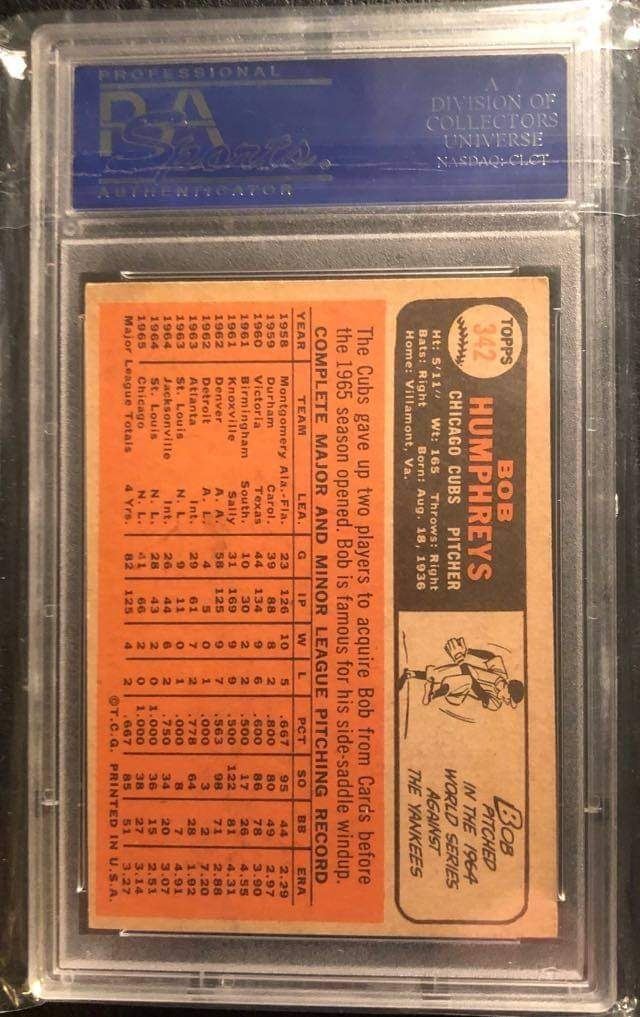 PROFESSIONAL
PSA
Sports.
AUTHENTICATOR
A
DIVISION OF
COLLECTORS
UNIVERSE
NASDAQ: CLCT
TOPPS
342
BOB
HUMPHREYS
CHICAGO CUBS PITCHER
Ht: 5'11" Wt: 165 Throws: Right
Bats: Right Born: Aug. 18, 1936
Home: Villamont, Va.
BOB
PITCHED
IN THE 1964
WORLD SERIES
AGAINST
THE YANKEES
The Cubs gave up two players to acquire Bob from Cards before
the 1965 season opened. Bob is famous for his side-saddle windup.
COMPLETE MAJOR AND MINOR LEAGUE PITCHING RECORD
YEAR TEAM LEA. G IP W L PCT SO BB ERA
1958 Montgomery Ala.-Fla. 23 126 10 5 .667 95 44 2.29
1959 Durham Carol. 39 88 8 2 .800 80 49 2.97
1960 Victoria Texas 44 134 9 6 .600 86 78 3.90
1961 Birmingham South. 10 30 2 2 .500 17 26 4.55
1961 Knoxville Sally 31 169 9 9 .500 122 81 4.31
1962 Denver A. A. 58 125 9 7 .563 98 71 2.88
1962 Detroit A. L. 4 5 0 1 .000 3 2 7.20
1963 Atlanta Int. 29 61 7 2 .778 64 28 1.92
1963 St. Louis N. L. 9 11 0 1 .000 8 7 4.91
1964 Jacksonville Int. 26 44 6 2 .750 34 20 3.07
1964 St. Louis N. L. 28 43 2 0 1.000 36 15 2.51
1965 Chicago N. L. 41 66 2 0 1.000 38 27 3.14
Major League Totals 4 Yrs. 82 125 4 2 .667 85 51 3.27
©T.C.G. PRINTED IN U.S.A.